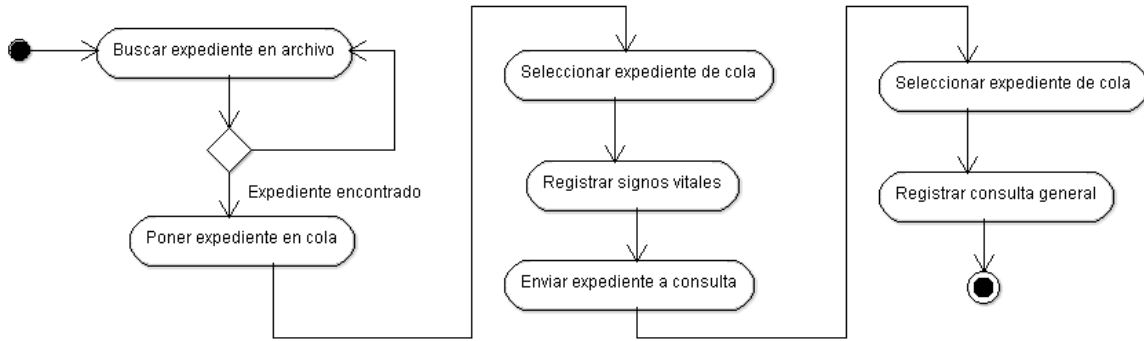 Buscar expediente en archivo
Expediente encontrado
Poner expediente en cola
Seleccionar expediente de cola
Registrar signos vitales
Enviar expediente a consulta
Seleccionar expediente de cola
Registrar consulta general